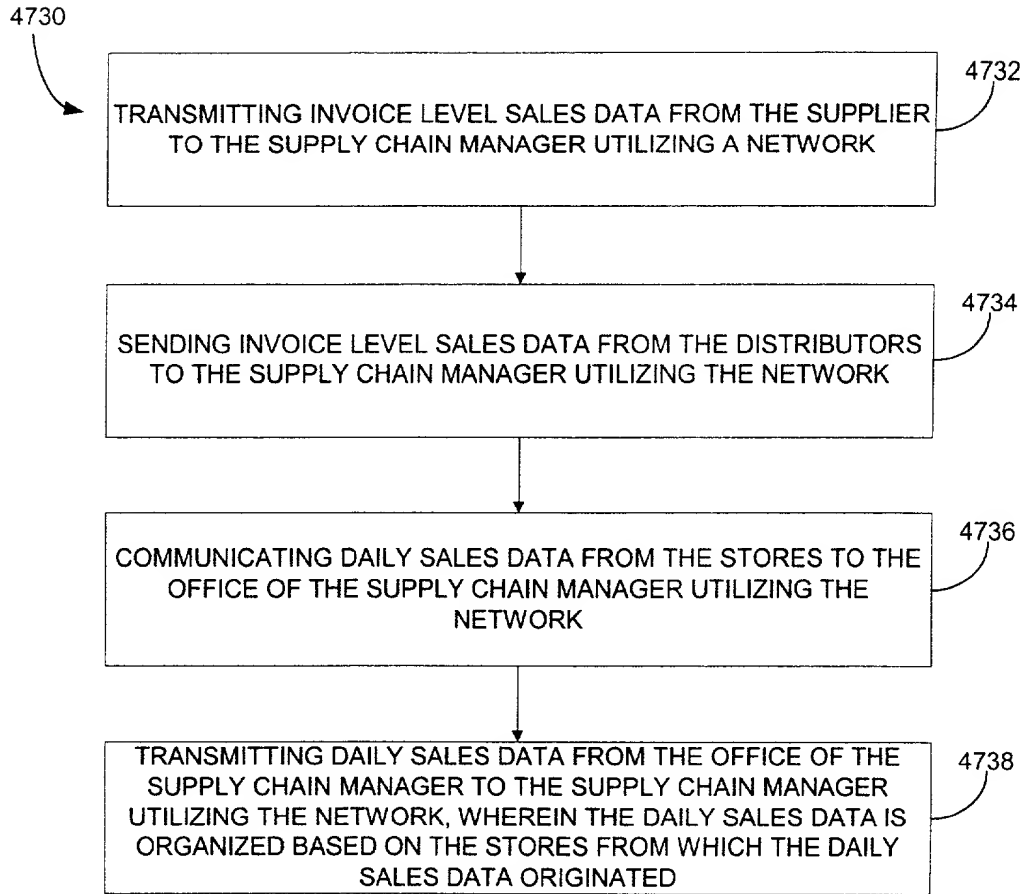 4730
4732
TRANSMITTING INVOICE LEVEL SALES DATA FROM THE SUPPLIER
TO THE SUPPLY CHAIN MANAGER UTILIZING A NETWORK
4734
SENDING INVOICE LEVEL SALES DATA FROM THE DISTRIBUTORS
TO THE SUPPLY CHAIN MANAGER UTILIZING THE NETWORK
4736
COMMUNICATING DAILY SALES DATA FROM THE STORES TO THE
OFFICE OF THE SUPPLY CHAIN MANAGER UTILIZING THE
NETWORK
4738
TRANSMITTING DAILY SALES DATA FROM THE OFFICE OF THE
SUPPLY CHAIN MANAGER TO THE SUPPLY CHAIN MANAGER
UTILIZING THE NETWORK, WHEREIN THE DAILY SALES DATA IS
ORGANIZED BASED ON THE STORES FROM WHICH THE DAILY
SALES DATA ORIGINATED